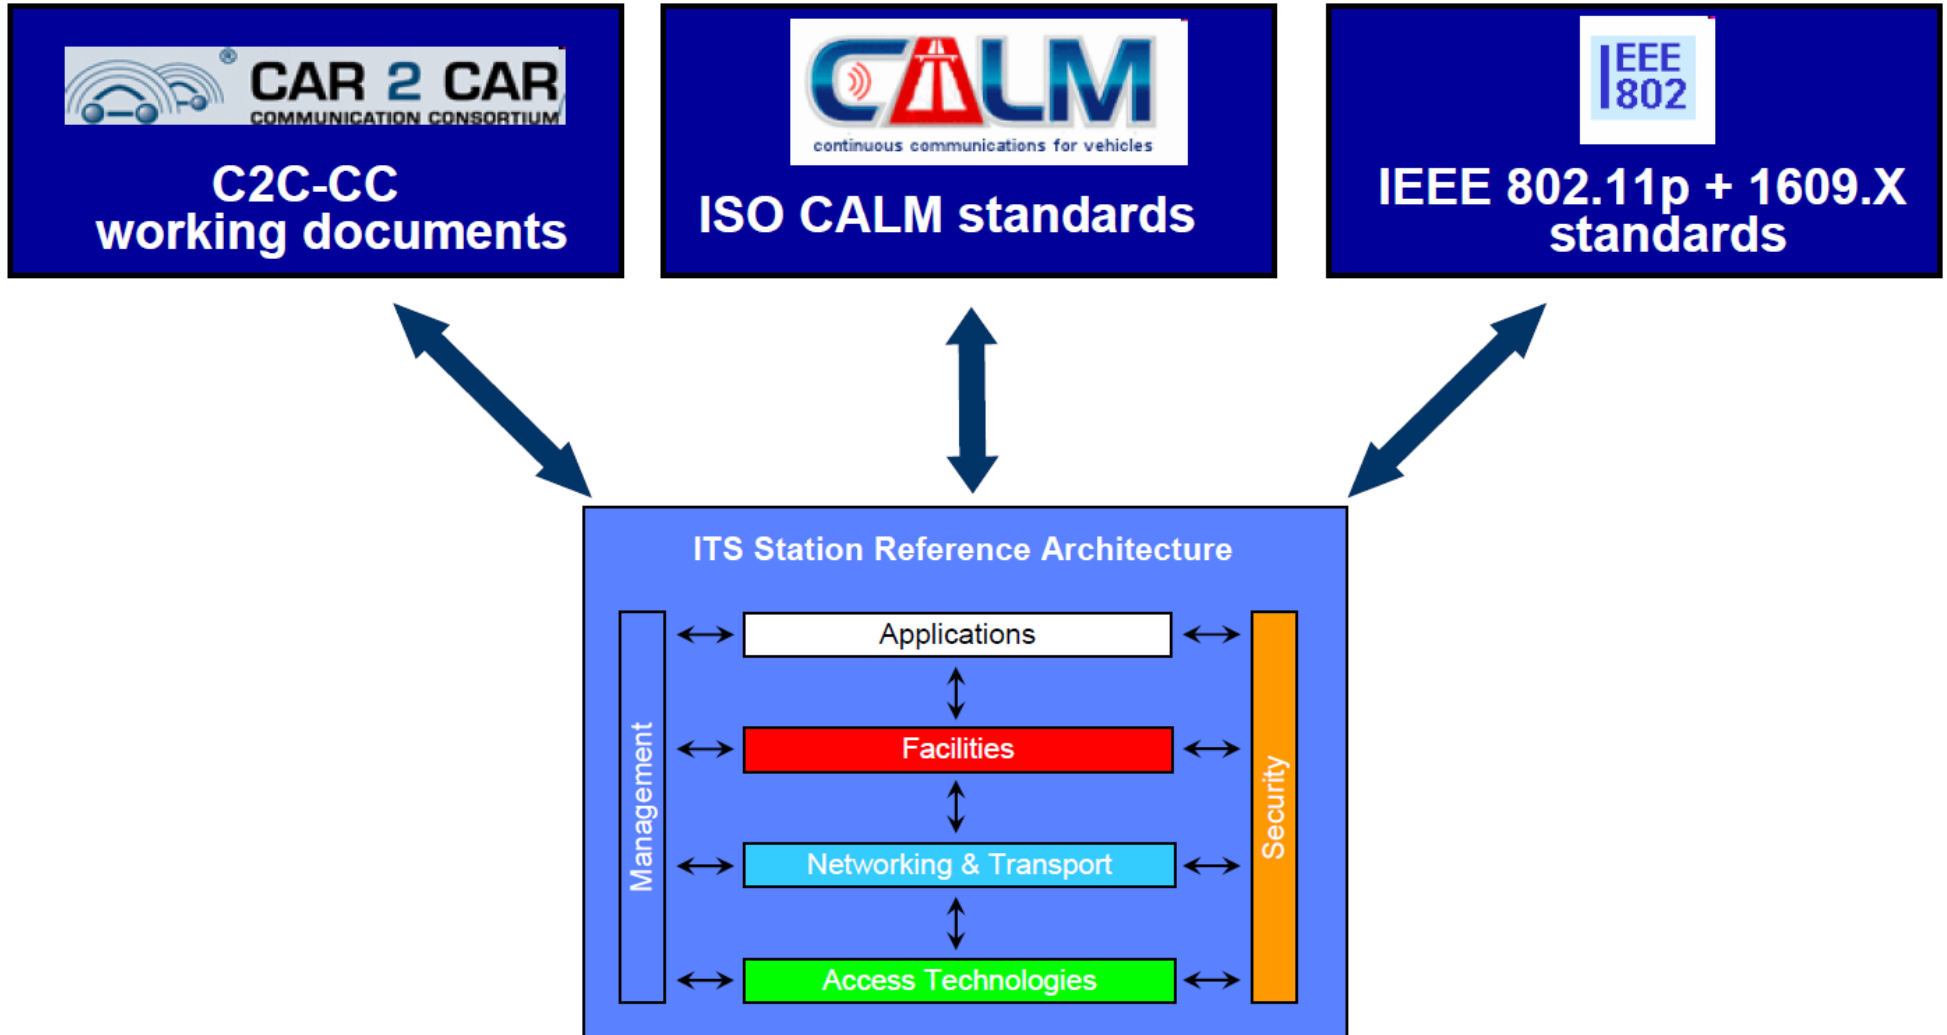 ® CAR 2 CAR
COMMUNICATION CONSORTIUM
C2C-CC
working documents
CALM
continuous communications for vehicles
ISO CALM standards
IEEE
802
IEEE 802.11p + 1609.X
standards
ITS Station Reference Architecture
Management
Applications
Facilities
Networking & Transport
Access Technologies
Security